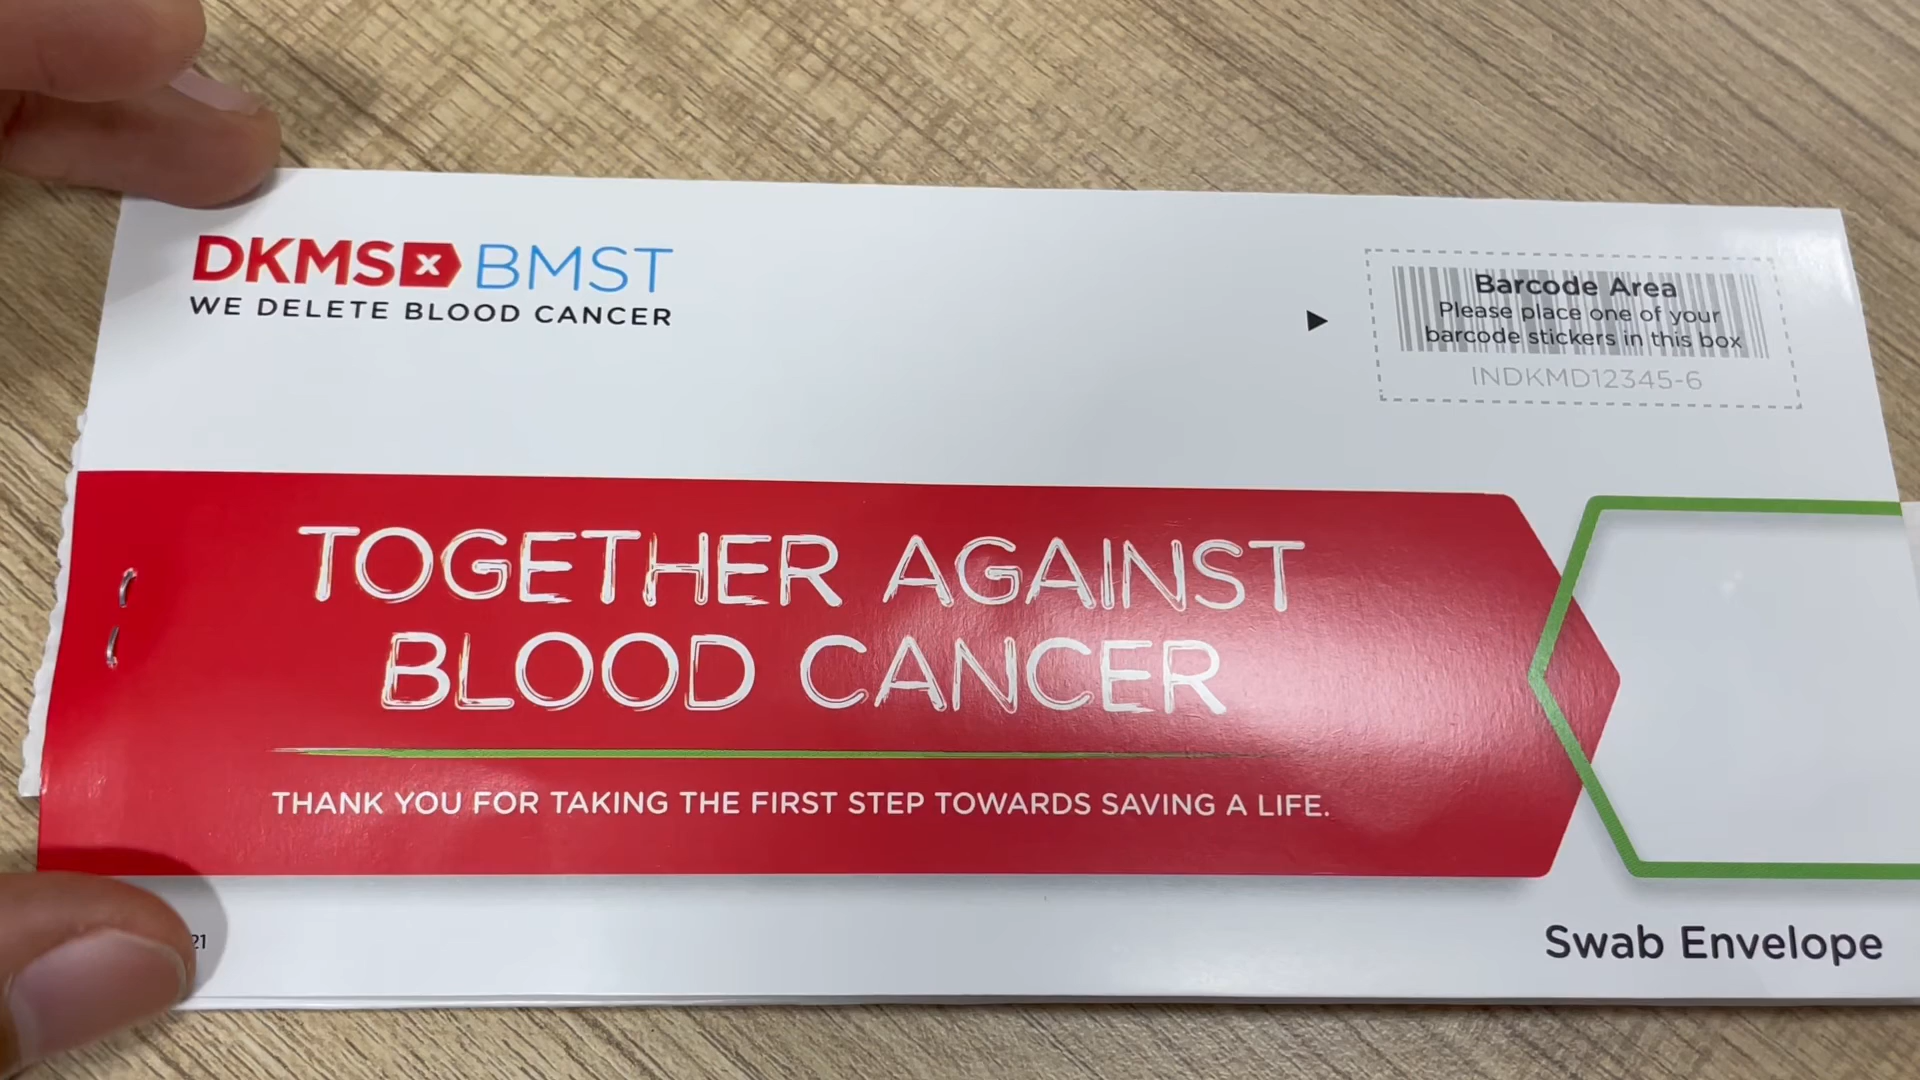 DKMS x BMST
WE DELETE BLOOD CANCER
Barcode Area
Please place one of your
barcode stickers in this box
INDKMD12345-6
TOGETHER AGAINST
BLOOD CANCER
THANK YOU FOR TAKING THE FIRST STEP TOWARDS SAVING A LIFE.
21
Swab Envelope